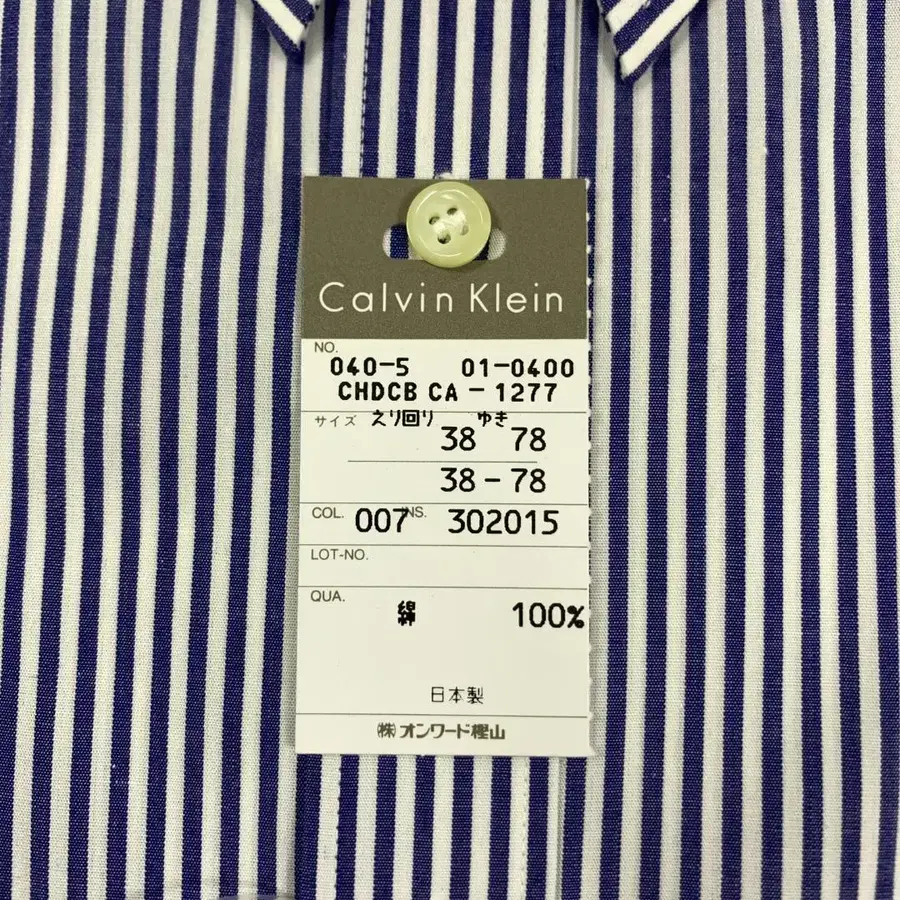 Calvin Klein
NO.
040-5 01-0400
CHDCB CA - 1277
サイズ えり回り ゆき
38 78
38 - 78
COL. 007 INS. 302015
LOT-NO.
QUA.
綿 100%
日本製
㈱オンワード樫山